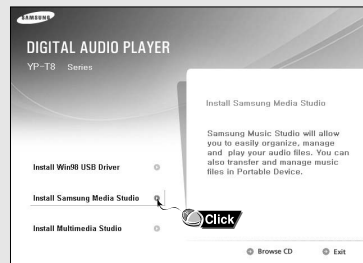 SAMSUNG
DIGITAL AUDIO PLAYER
YP-T8 Series
Install Samsung Media Studio
Samsung Music Studio will allow
you to easily organize, manage
and play your audio files. You can
also transfer and manage music
files in Portable Device.
Install Win98 USB Driver
Install Samsung Media Studio
Click
Install Multimedia Studio
Browse CD
Exit